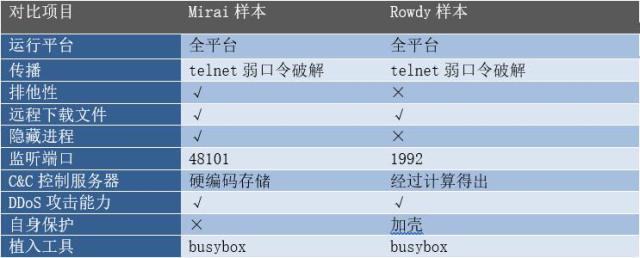 对比项目 Mirai 样本 Rowdy 样本
运行平台 全平台 全平台
传播 telnet 弱口令破解 telnet 弱口令破解
排他性 √ ×
远程下载文件 √ √
隐藏进程 √ ×
监听端口 48101 1992
C&C 控制服务器 硬编码存储 经过计算得出
DDoS 攻击能力 √ √
自身保护 × 加壳
植入工具 busybox busybox